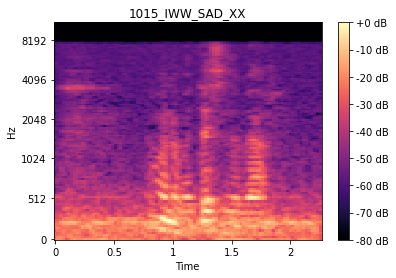 1015_IWW_SAD_XX
8192
4096
2048
1024
512
0
Hz
0
0.5
1
1.5
2
Time
+0 dB
-10 dB
-20 dB
-30 dB
-40 dB
-50 dB
-60 dB
-70 dB
-80 dB